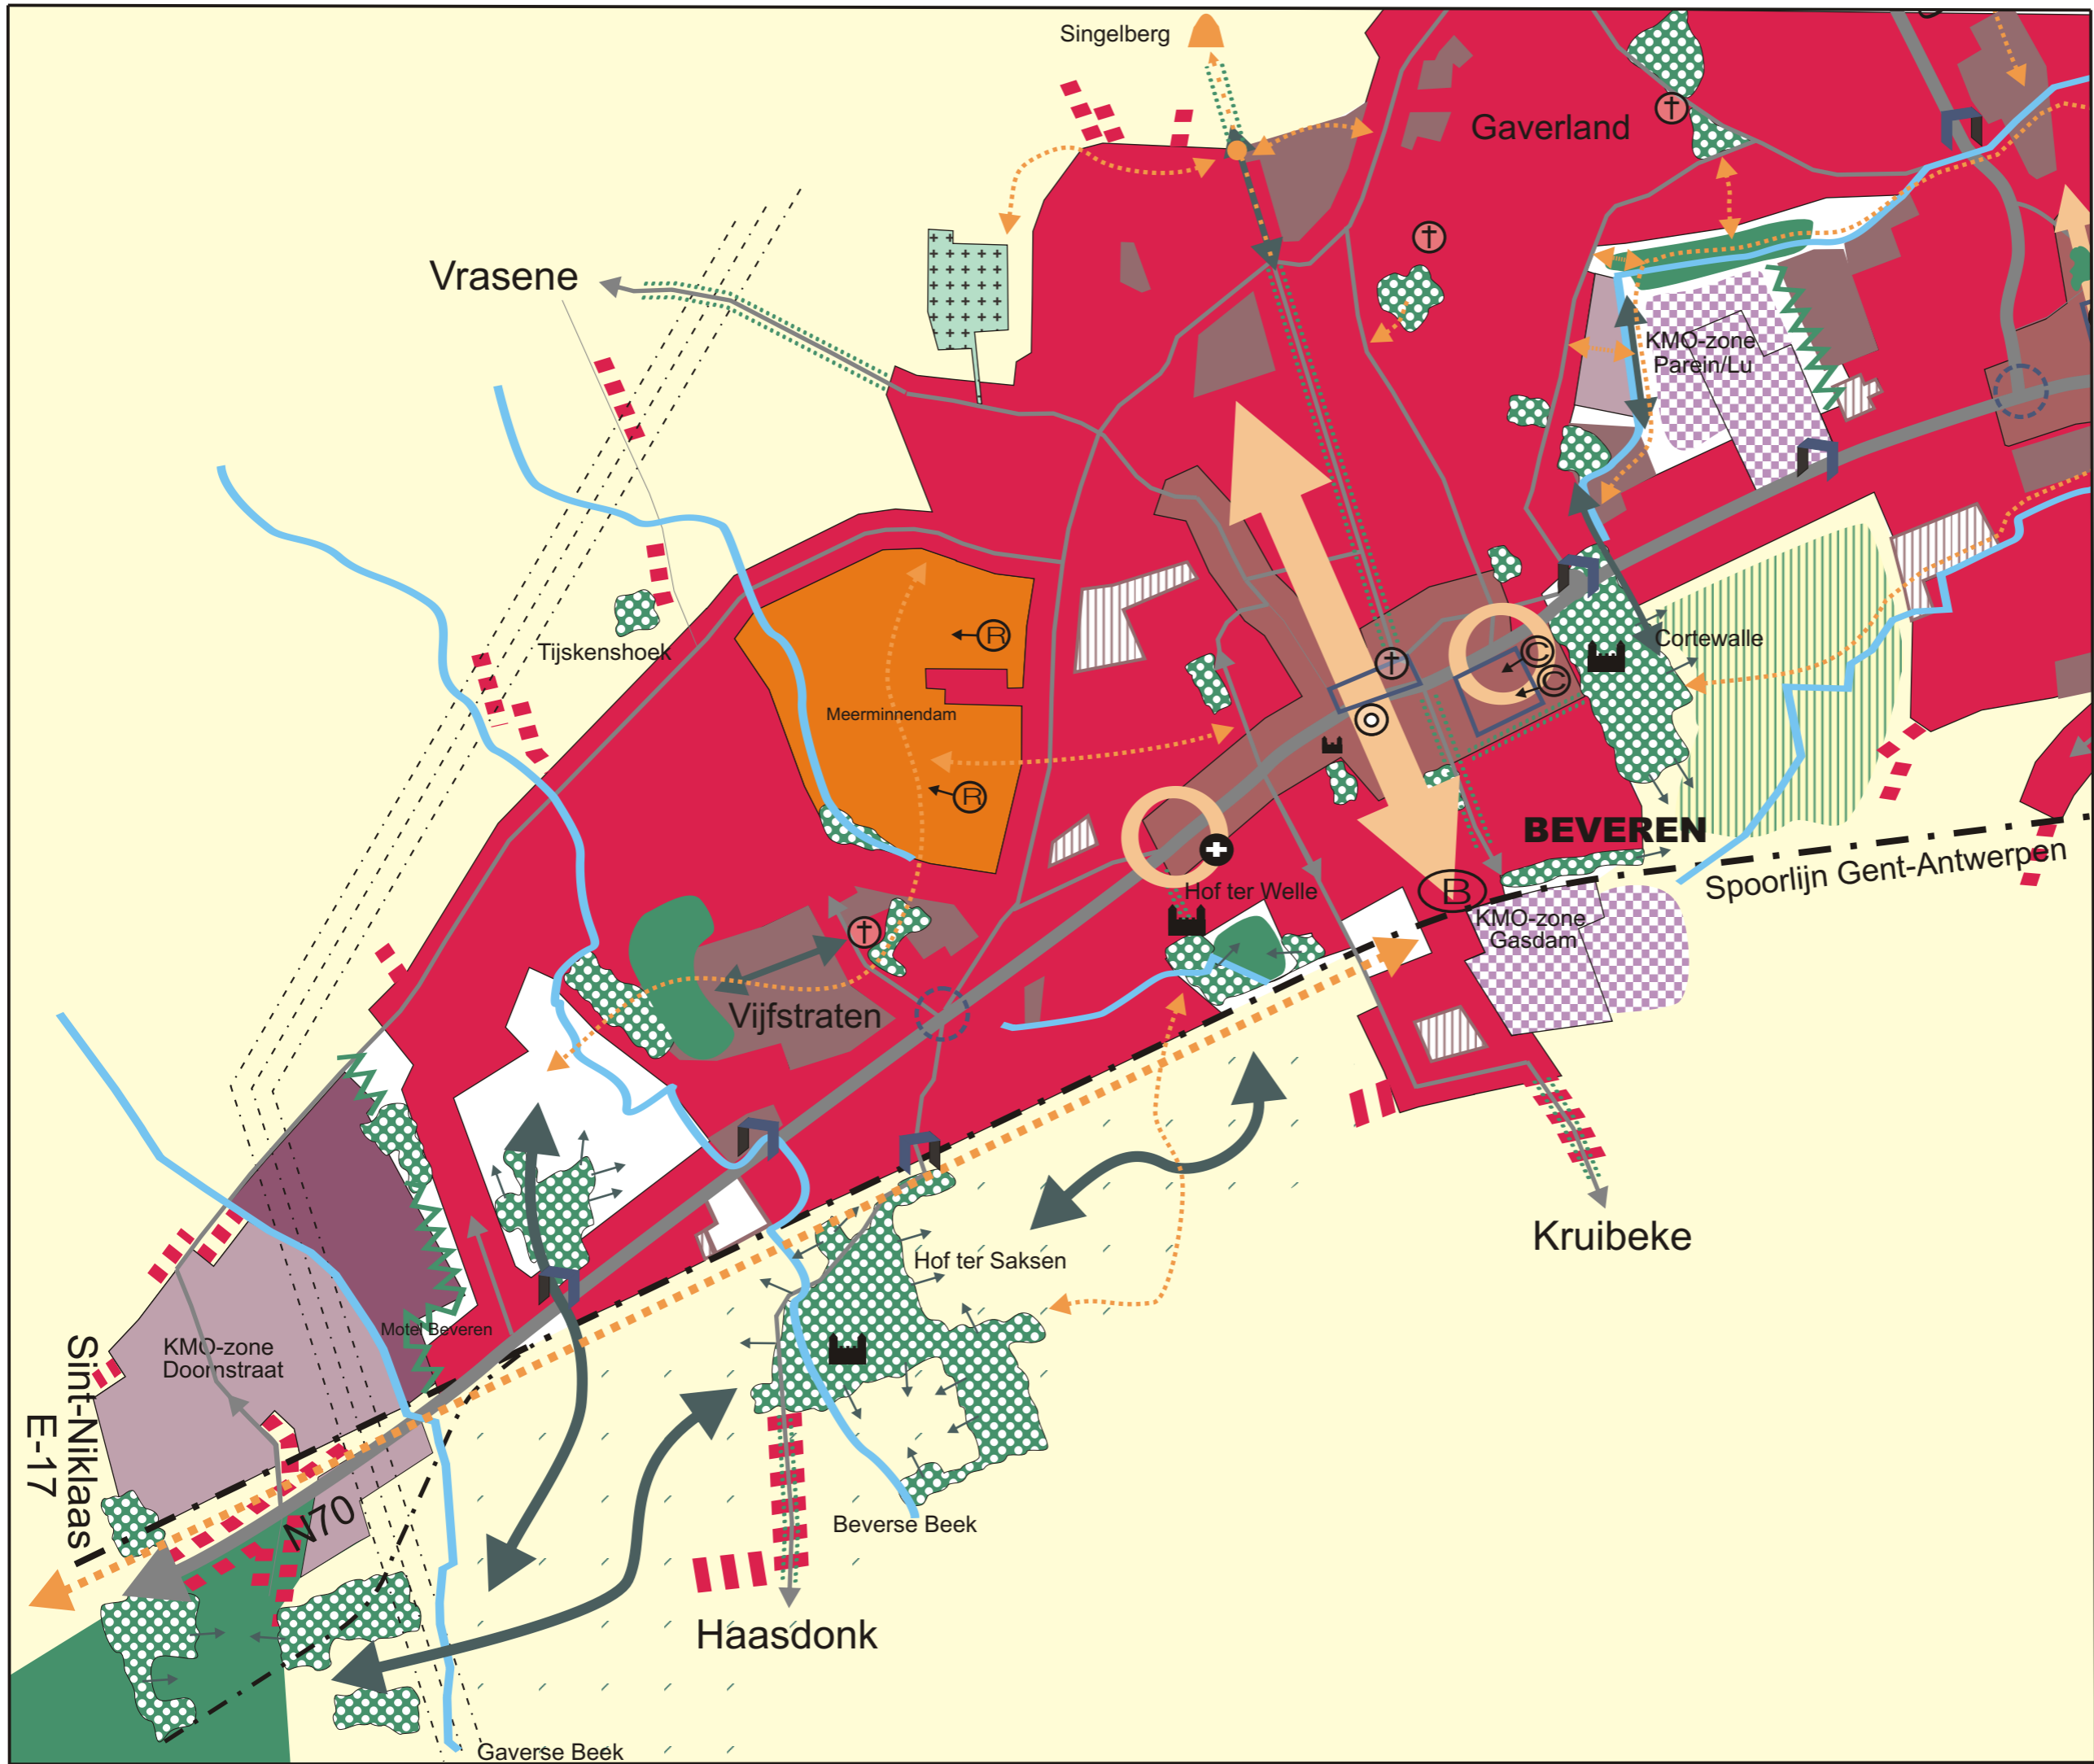 Singelberg
Gaverland
Vrasene
KMO-zone
Parein/Lu
Tijskenshoek
R
Cortewalle
C
C
Meerminnendam
R
BEVEREN
Spoorlijn Gent-Antwerpen
Hof ter Welle
B
KMO-zone
Gasdam
Vijfstraten
Kruibeke
Hof ter Saksen
Motel Beveren
KMO-zone
Doornstraat
Sint-Niklaas
E-17
N70
Beverse Beek
Haasdonk
Gaverse Beek